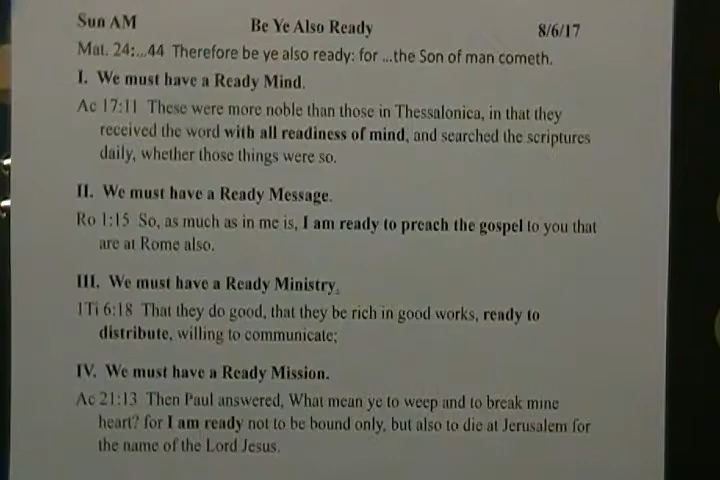 Sun AM Be Ye Also Ready 8/6/17
Mat. 24:...44 Therefore be ye also ready: for ...the Son of man cometh.
I. We must have a Ready Mind.
Ac 17:11 These were more noble than those in Thessalonica, in that they
received the word with all readiness of mind, and searched the scriptures
daily, whether those things were so.
II. We must have a Ready Message.
Ro 1:15 So, as much as in me is, I am ready to preach the gospel to you that
are at Rome also.
III. We must have a Ready Ministry.
1Ti 6:18 That they do good, that they be rich in good works, ready to
distribute, willing to communicate;
IV. We must have a Ready Mission.
Ac 21:13 Then Paul answered, What mean ye to weep and to break mine
heart? for I am ready not to be bound only, but also to die at Jerusalem for
the name of the Lord Jesus.